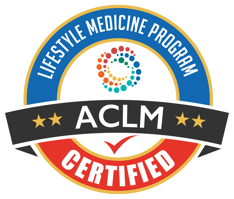 LIFESTYLE MEDICINE PROGRAM
ACLM
CERTIFIED